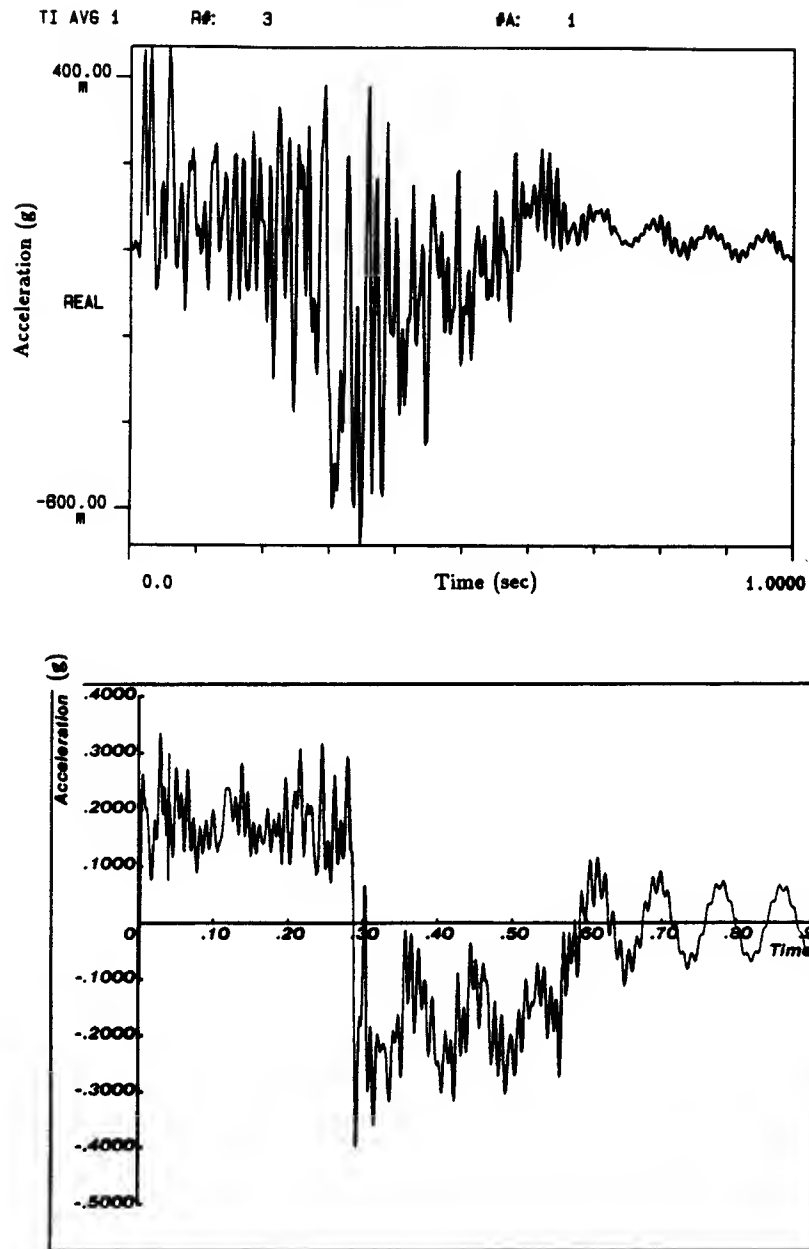 TI AVG 1 R#: 3 #A: 1
400.00
m
Acceleration (g)
REAL
-800.00
m
0.0 Time (sec) 1.0000
Acceleration (g)
.4000
.3000
.2000
.1000
0 .10 .20 .30 .40 .50 .60 .70 .80
Time
-.1000
-.2000
-.3000
-.4000
-.5000